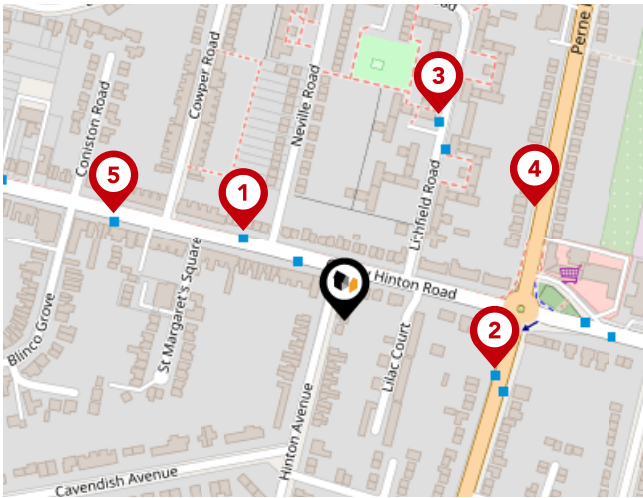 Road
Perne
Cowper Road
Neville Road
Coniston Road
3
4
5
1
Lichfield Road
Hinton Road
St Margaret's Square
Blinco Grove
2
Lilac Court
Hinton Avenue
Cavendish Avenue